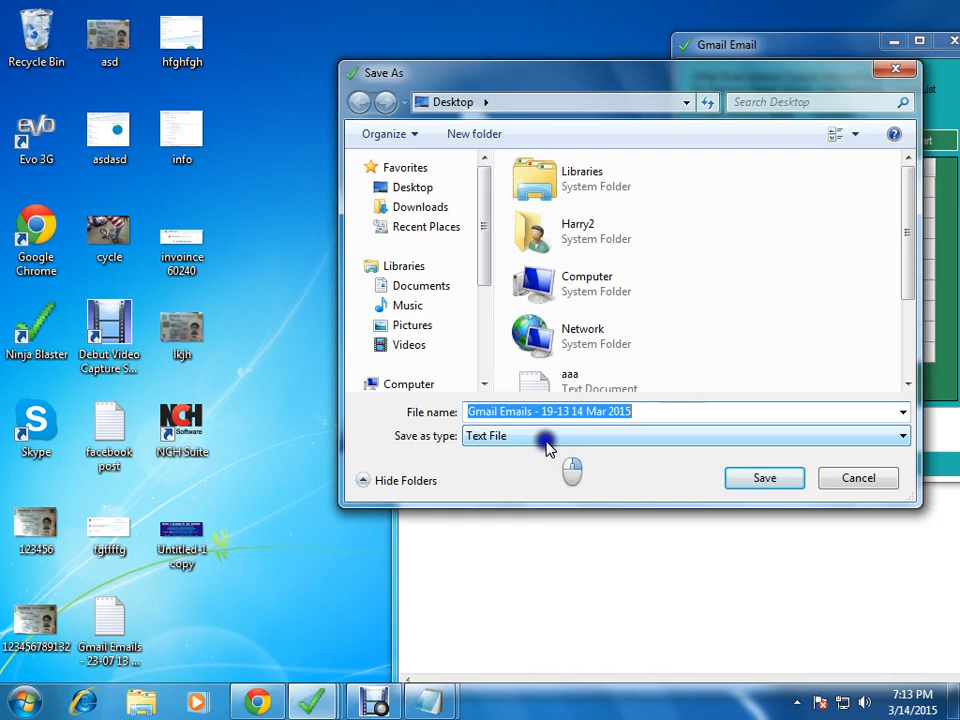 Recycle Bin
asd
hfghfgh
evo
Evo 3G
asdasd
info
Google
Chrome
cycle
invoince
60240
Ninja Blaster
Debut Video
Capture S...
lkjh
Skype
facebook
post
NCH
Software
NCH Suite
123456
fgffffg
Untitled-1
copy
123456789132
Gmail Emails
- 23-07 13 ...
Gmail Email
Save As
Desktop
Search Desktop
Organize
New folder
Favorites
Desktop
Downloads
Recent Places
Libraries
Documents
Music
Pictures
Videos
Computer
Libraries
System Folder
Harry2
System Folder
Computer
System Folder
Network
System Folder
aaa
Text Document
File name:
Gmail Emails - 19-13 14 Mar 2015
Save as type:
Text File
Hide Folders
Save
Cancel
7:13 PM
3/14/2015